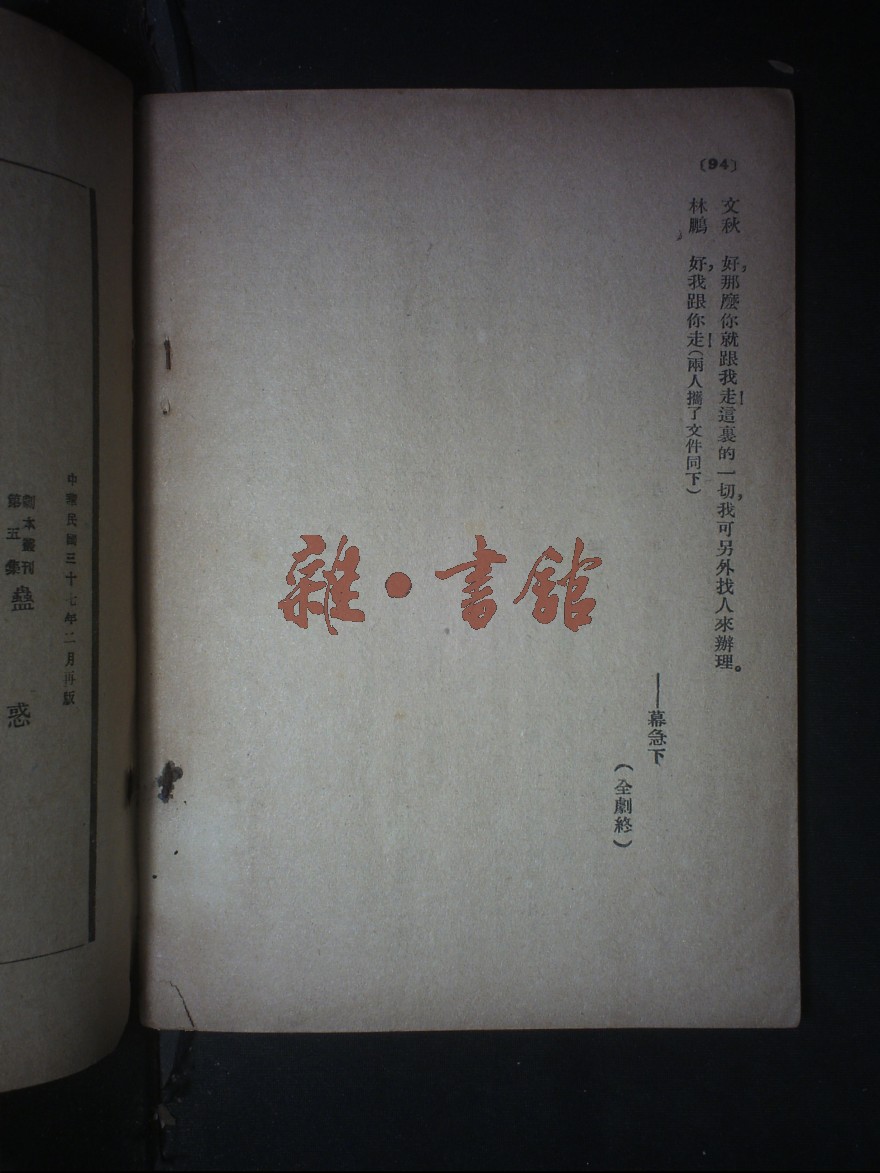 〔94〕
文秋　好，那麼你就跟我走！這裏的一切，我可另外找人來辦理。
林鵬　好，我跟你走！（兩人攜了文件同下）
——幕急下
（全劇終）
雜·書館
中華民國三十七年二月再版
劇本叢刊
第五集
蠱惑